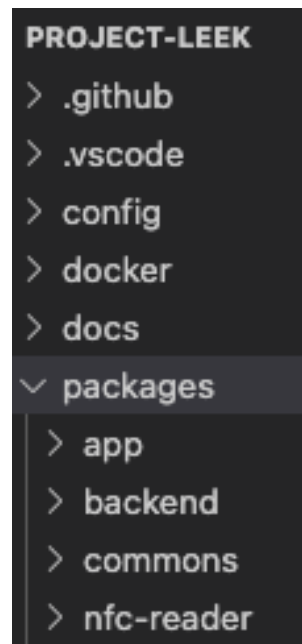 PROJECT-LEEK
.github
.vscode
config
docker
docs
packages
app
backend
commons
nfc-reader